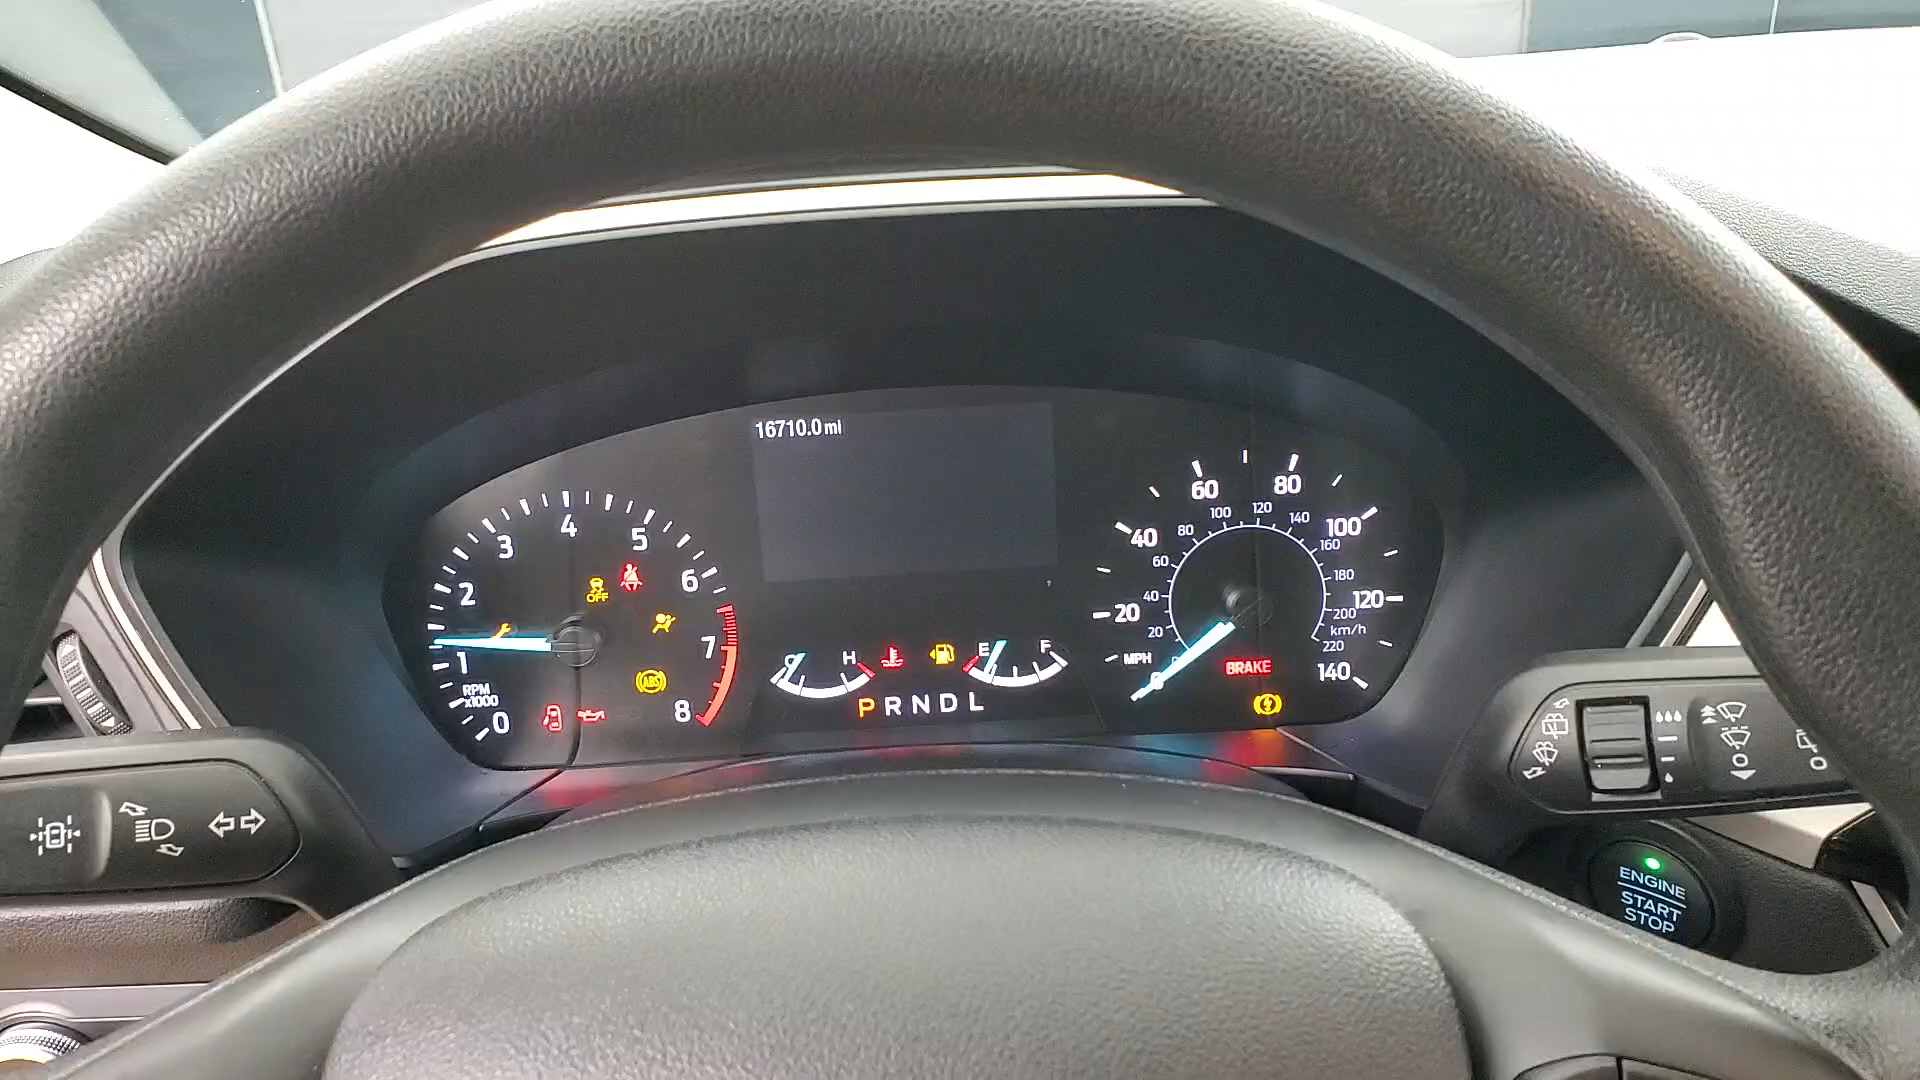 16710.0 mi
0 1 2 3 4 5 6 7 8
RPM
x1000
OFF
ABS
C H
E F
P R N D L
0 20 40 60 80 100 120 140
MPH
20 40 60 80 100 120 140 160 180 200 220
km/h
BRAKE
O
O
ENGINE
START
STOP